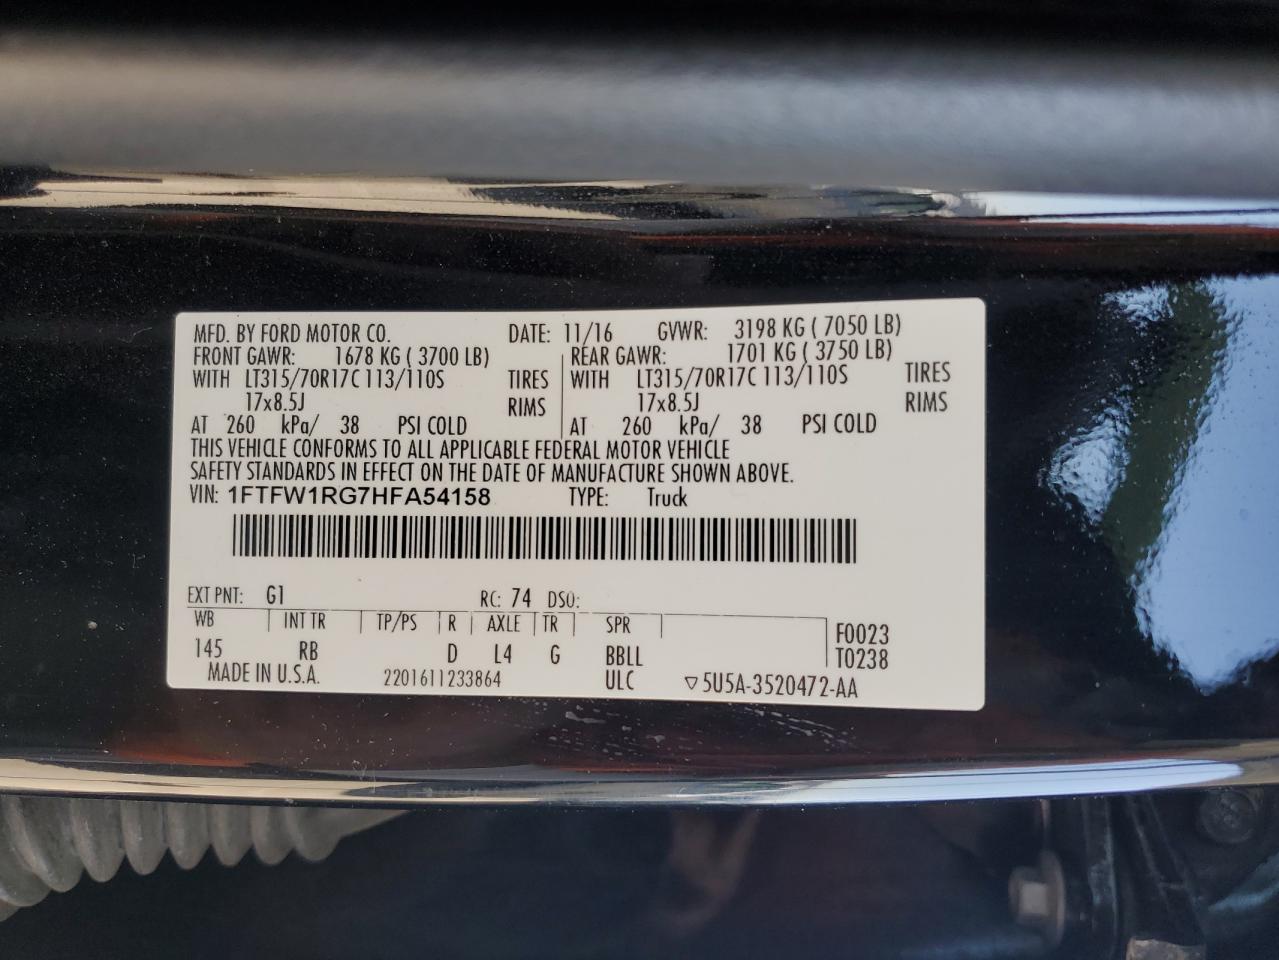 MFD. BY FORD MOTOR CO. DATE: 11/16 GVWR: 3198 KG ( 7050 LB)
FRONT GAWR: 1678 KG ( 3700 LB) REAR GAWR: 1701 KG ( 3750 LB)
WITH LT315/70R17C 113/110S TIRES WITH LT315/70R17C 113/110S TIRES
17x8.5J RIMS 17x8.5J RIMS
AT 260 kPa/ 38 PSI COLD AT 260 kPa/ 38 PSI COLD
THIS VEHICLE CONFORMS TO ALL APPLICABLE FEDERAL MOTOR VEHICLE
SAFETY STANDARDS IN EFFECT ON THE DATE OF MANUFACTURE SHOWN ABOVE.
VIN: 1FTFW1RG7HFA54158 TYPE: Truck
EXT PNT: G1 RC: 74 DSO:
WB INT TR TP/PS R AXLE TR SPR F0023
145 RB D L4 G BBLL T0238
MADE IN U.S.A. 2201611233864 ULC ▽5U5A-3520472-AA